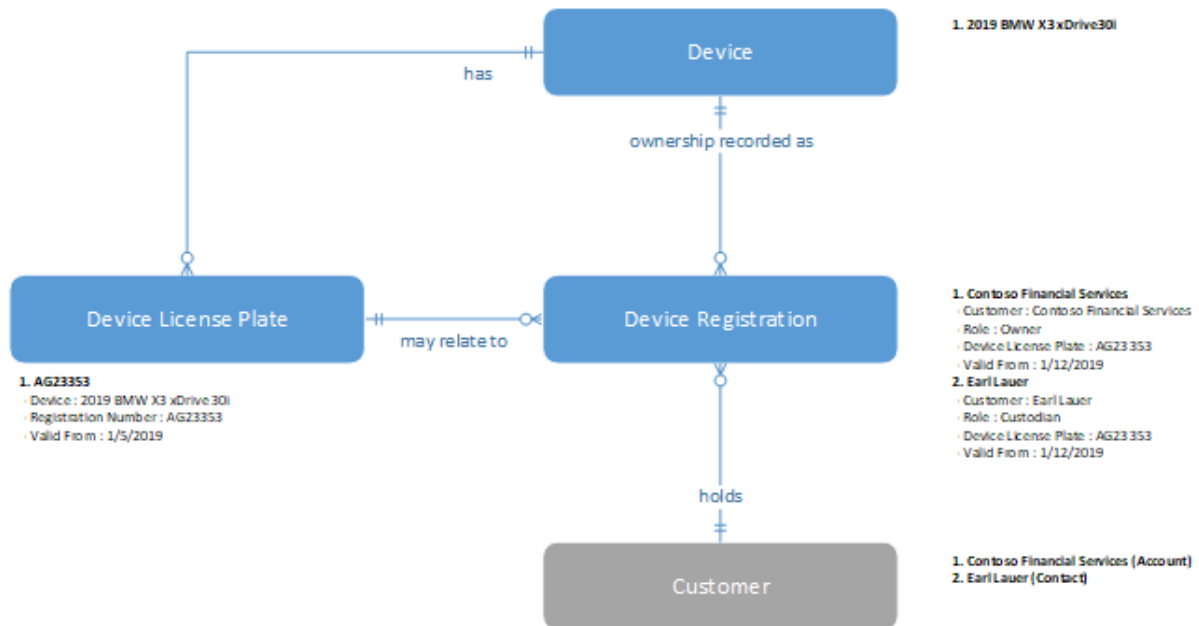 Device
1. 2019 BMW X3 xDrive30i
has
ownership recorded as
Device License Plate
may relate to
Device Registration
1. AG23353
· Device : 2019 BMW X3 xDrive30i
· Registration Number : AG23353
· Valid From : 1/5/2019
1. Contoso Financial Services
· Customer : Contoso Financial Services
· Role : Owner
· Device License Plate : AG23353
· Valid From : 1/12/2019
2. Earl Lauer
· Customer : Earl Lauer
· Role : Custodian
· Device License Plate : AG23353
· Valid From : 1/12/2019
holds
Customer
1. Contoso Financial Services (Account)
2. Earl Lauer (Contact)